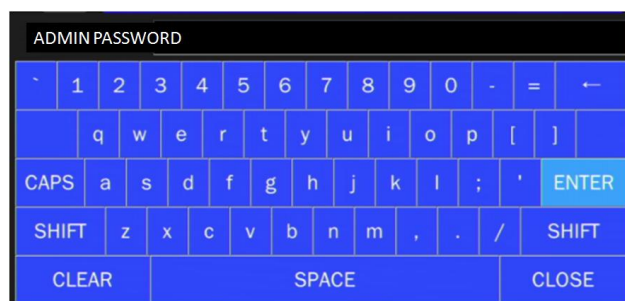 ADMIN PASSWORD
` 1 2 3 4 5 6 7 8 9 0 - = ←
q w e r t y u i o p [ ]
CAPS a s d f g h j k l ; ' ENTER
SHIFT z x c v b n m , . / SHIFT
CLEAR SPACE CLOSE